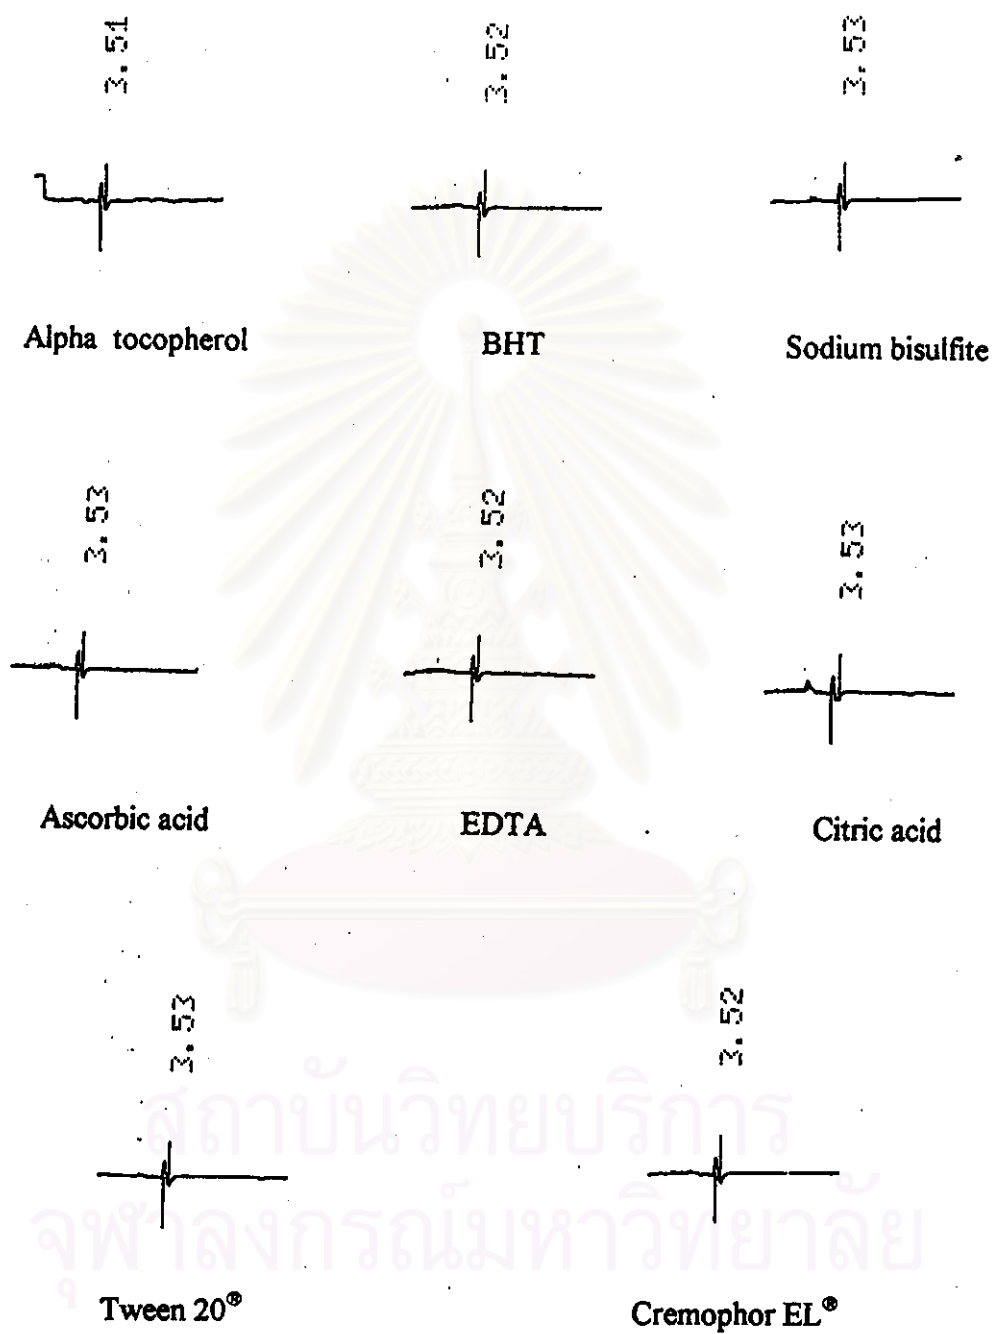 3.51
3.52
3.53
Alpha tocopherol
BHT
Sodium bisulfite
3.53
3.52
3.53
Ascorbic acid
EDTA
Citric acid
3.53
3.52
สถาบันวิทยบริการ
จุฬาลงกรณ์มหาวิทยาลัย
Tween 20®
Cremophor EL®